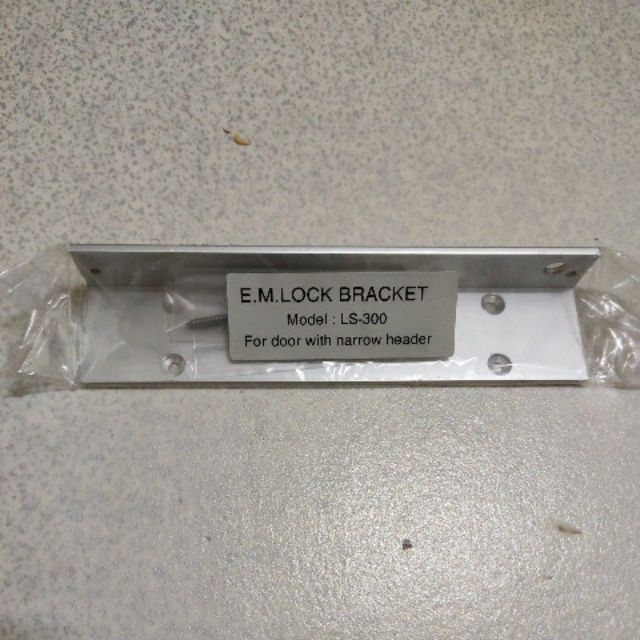 E.M.LOCK BRACKET
Model : LS-300
For door with narrow header